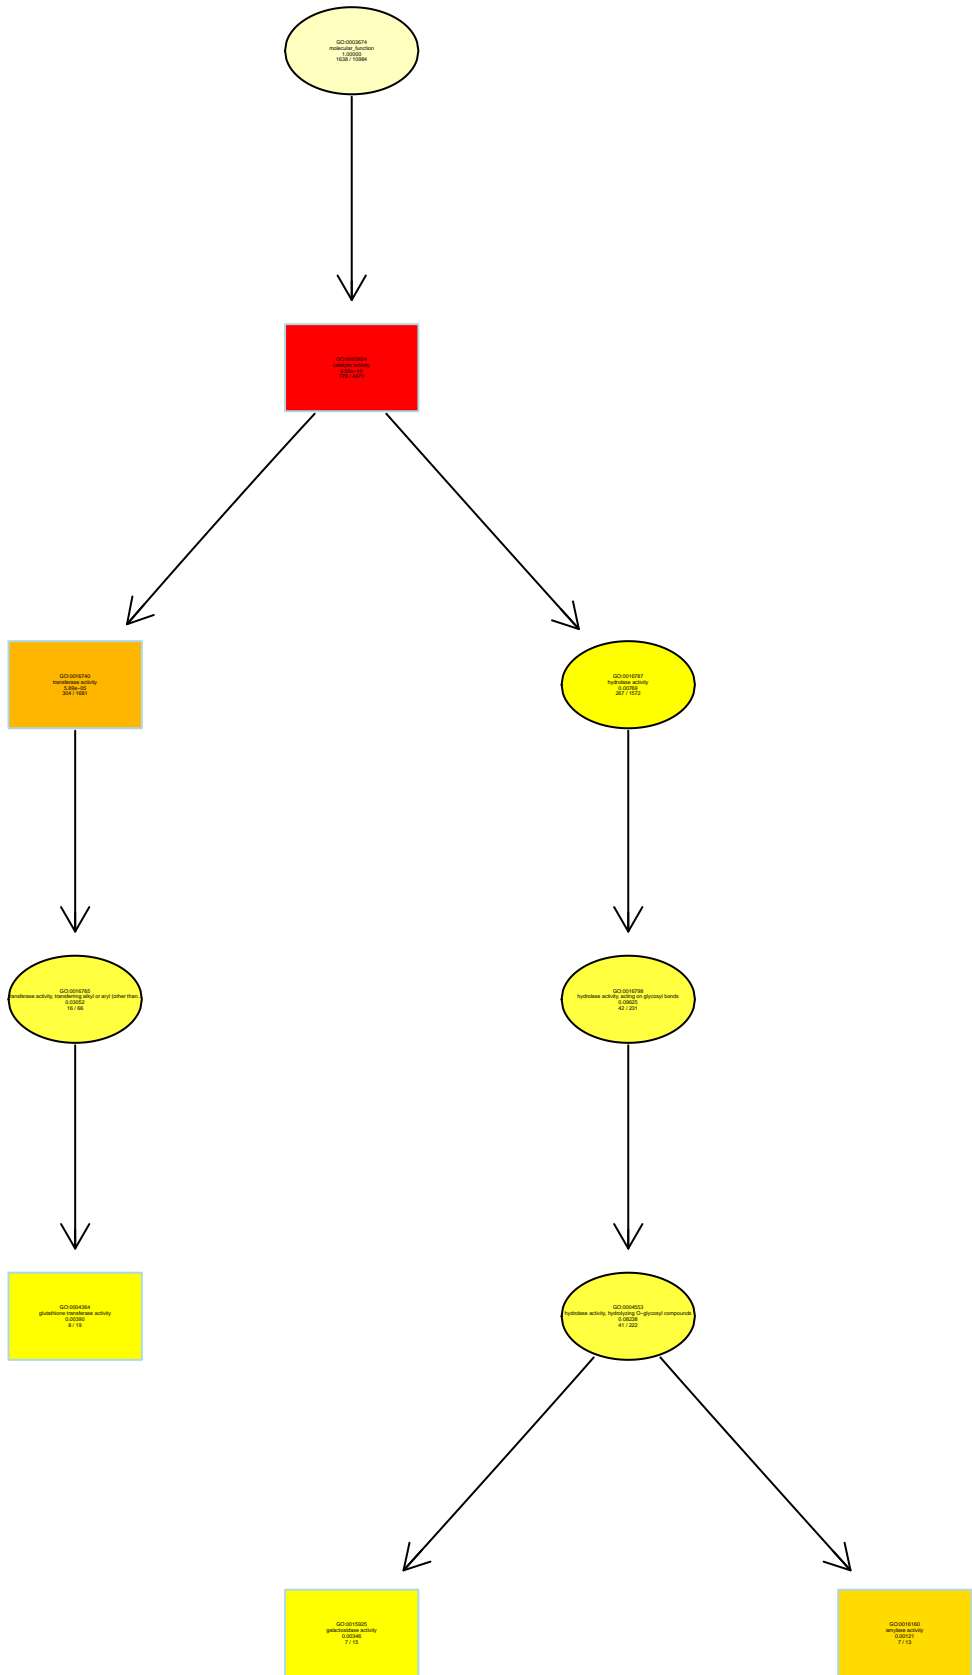 GO:0003674
molecular_function
1.00000
1638 / 10984
GO:0003824
catalytic activity
GO:0016740
transferase activity
5.89e−05
304 / 1681
GO:0016787
hydrolase activity
0.00769
267 / 1572
GO:0016765
transferase activity, transferring alkyl or aryl (other than...
0.03052
16 / 66
GO:0016798
hydrolase activity, acting on glycosyl bonds
0.09625
42 / 231
GO:0004364
glutathione transferase activity
0.00390
8 / 19
GO:0004553
hydrolase activity, hydrolyzing O−glycosyl compounds
0.08238
41 / 222
GO:0015925
galactosidase activity
0.00346
7 / 15
GO:0016160
amylase activity
0.00121
7 / 13